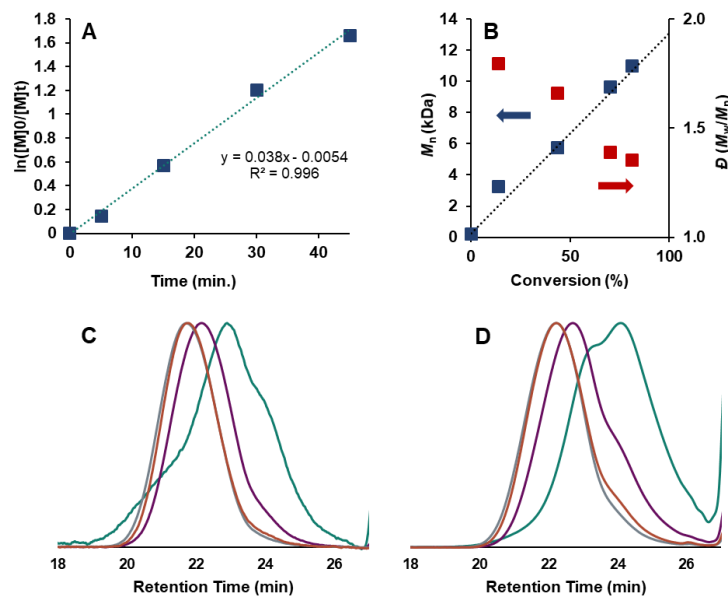 A
1.8
1.6
1.4
1.2
1
0.8
0.6
0.4
0.2
0
ln([M]0/[M]t)
y = 0.038x - 0.0054
R² = 0.996
0 10 20 30 40
Time (min.)
B
16
14
12
10
8
6
4
2
0
Mn (kDa)
2.0
1.5
1.0
Đ (Mw/Mn)
0 50 100
Conversion (%)
C
18 20 22 24 26
Retention Time (min)
D
18 20 22 24 26
Retention Time (min)